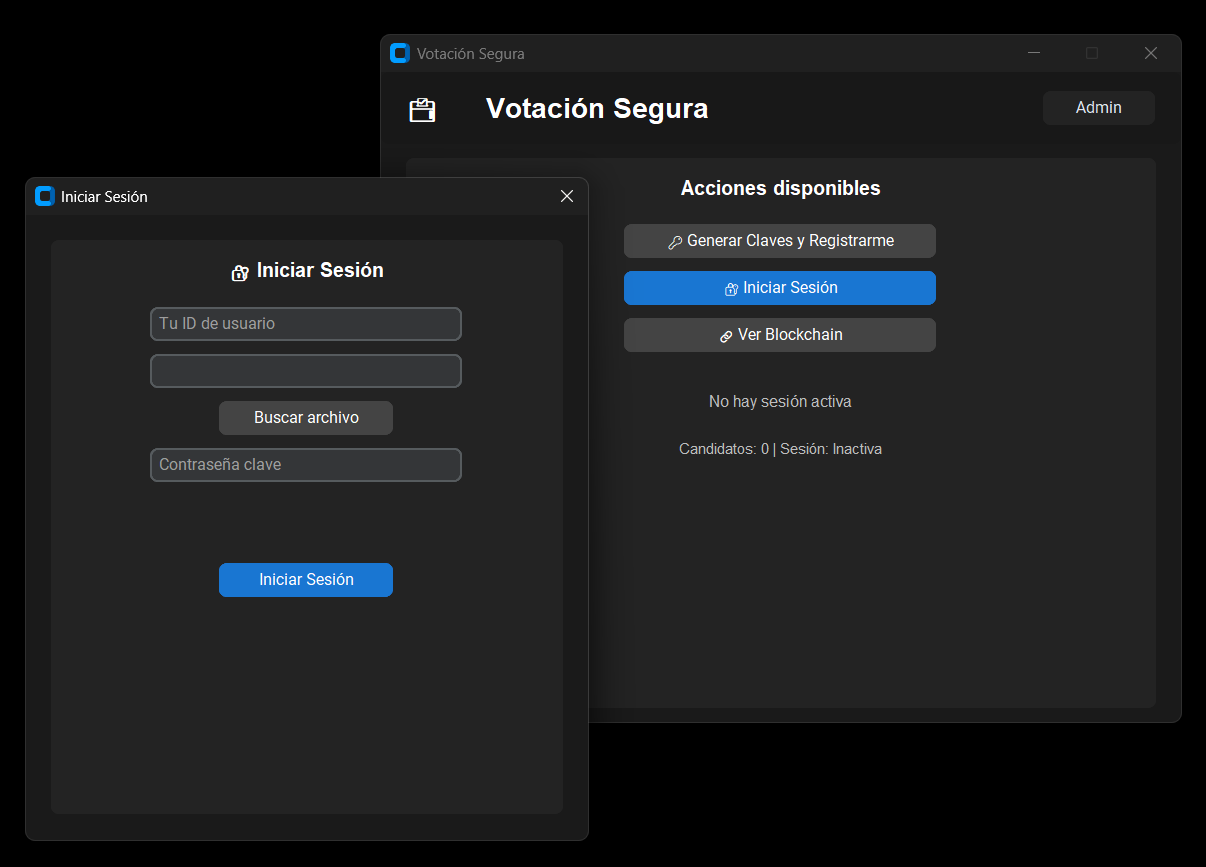 Votación Segura
Votación Segura
Admin
Acciones disponibles
Generar Claves y Registrarme
Iniciar Sesión
Ver Blockchain
No hay sesión activa
Candidatos: 0 | Sesión: Inactiva
Iniciar Sesión
Iniciar Sesión
Tu ID de usuario
Buscar archivo
Contraseña clave
Iniciar Sesión